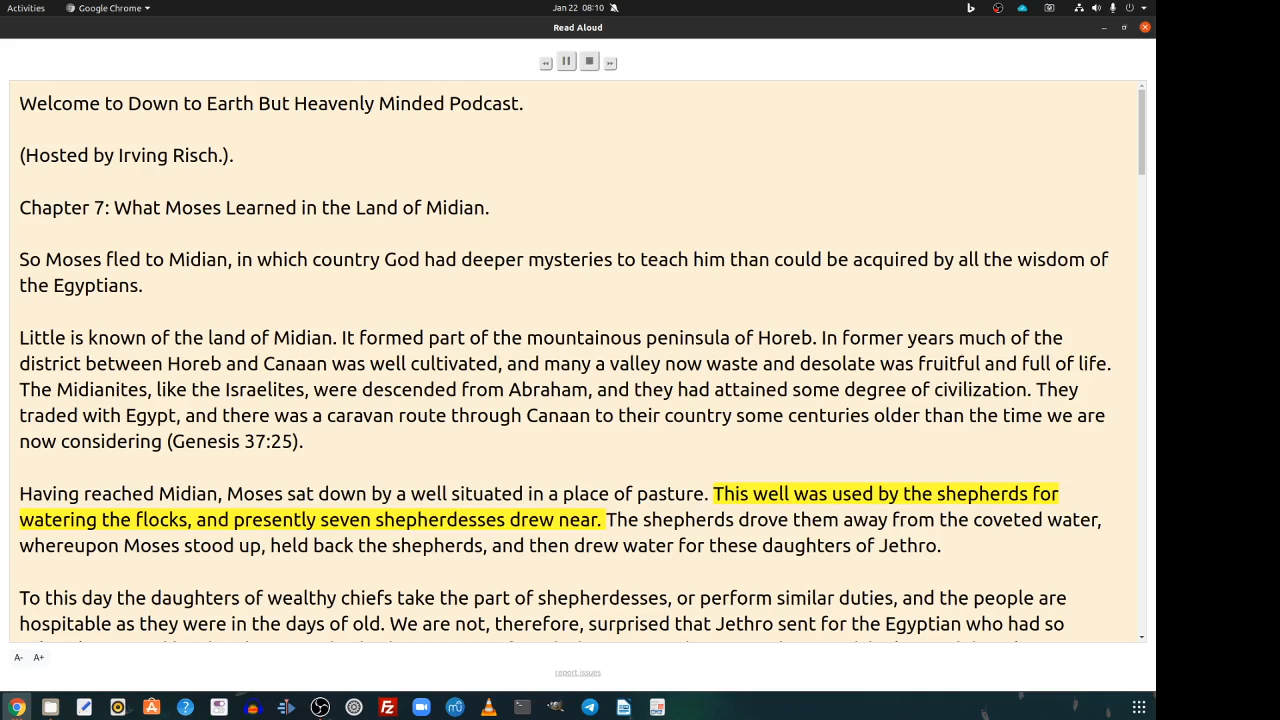 Activities
Google Chrome
Jan 22 08:10
Read Aloud
Welcome to Down to Earth But Heavenly Minded Podcast.
(Hosted by Irving Risch.).
Chapter 7: What Moses Learned in the Land of Midian.
So Moses fled to Midian, in which country God had deeper mysteries to teach him than could be acquired by all the wisdom of
the Egyptians.
Little is known of the land of Midian. It formed part of the mountainous peninsula of Horeb. In former years much of the
district between Horeb and Canaan was well cultivated, and many a valley now waste and desolate was fruitful and full of life.
The Midianites, like the Israelites, were descended from Abraham, and they had attained some degree of civilization. They
traded with Egypt, and there was a caravan route through Canaan to their country some centuries older than the time we are
now considering (Genesis 37:25).
Having reached Midian, Moses sat down by a well situated in a place of pasture. This well was used by the shepherds for
watering the flocks, and presently seven shepherdesses drew near. The shepherds drove them away from the coveted water,
whereupon Moses stood up, held back the shepherds, and then drew water for these daughters of Jethro.
To this day the daughters of wealthy chiefs take the part of shepherdesses, or perform similar duties, and the people are
hospitable as they were in the days of old. We are not, therefore, surprised that Jethro sent for the Egyptian who had so
A-
A+
report issues